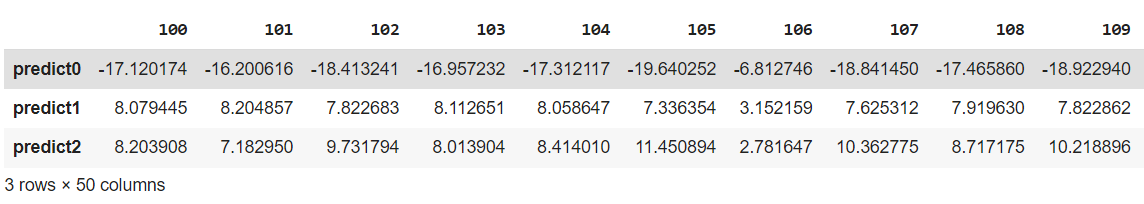 100 101 102 103 104 105 106 107 108 109
predict0 -17.120174 -16.200616 -18.413241 -16.957232 -17.312117 -19.640252 -6.812746 -18.841450 -17.465860 -18.922940
predict1 8.079445 8.204857 7.822683 8.112651 8.058647 7.336354 3.152159 7.625312 7.919630 7.822862
predict2 8.203908 7.182950 9.731794 8.013904 8.414010 11.450894 2.781647 10.362775 8.717175 10.218896
3 rows × 50 columns